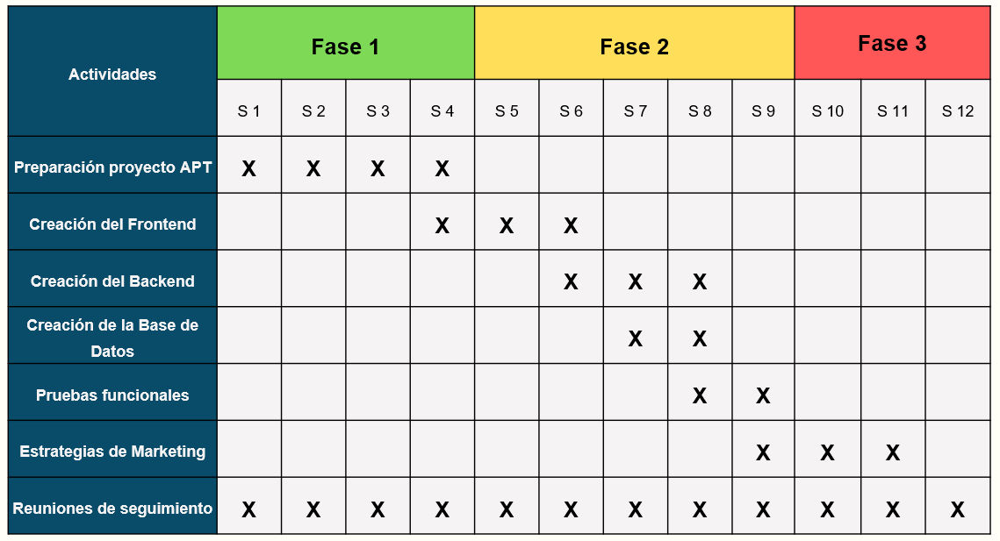 Actividades
Fase 1
Fase 2
Fase 3
S 1 S 2 S 3 S 4 S 5 S 6 S 7 S 8 S 9 S 10 S 11 S 12
Preparación proyecto APT X X X X
Creación del Frontend X X X
Creación del Backend X X X
Creación de la Base de
Datos X X
Pruebas funcionales X X
Estrategias de Marketing X X X
Reuniones de seguimiento X X X X X X X X X X X X